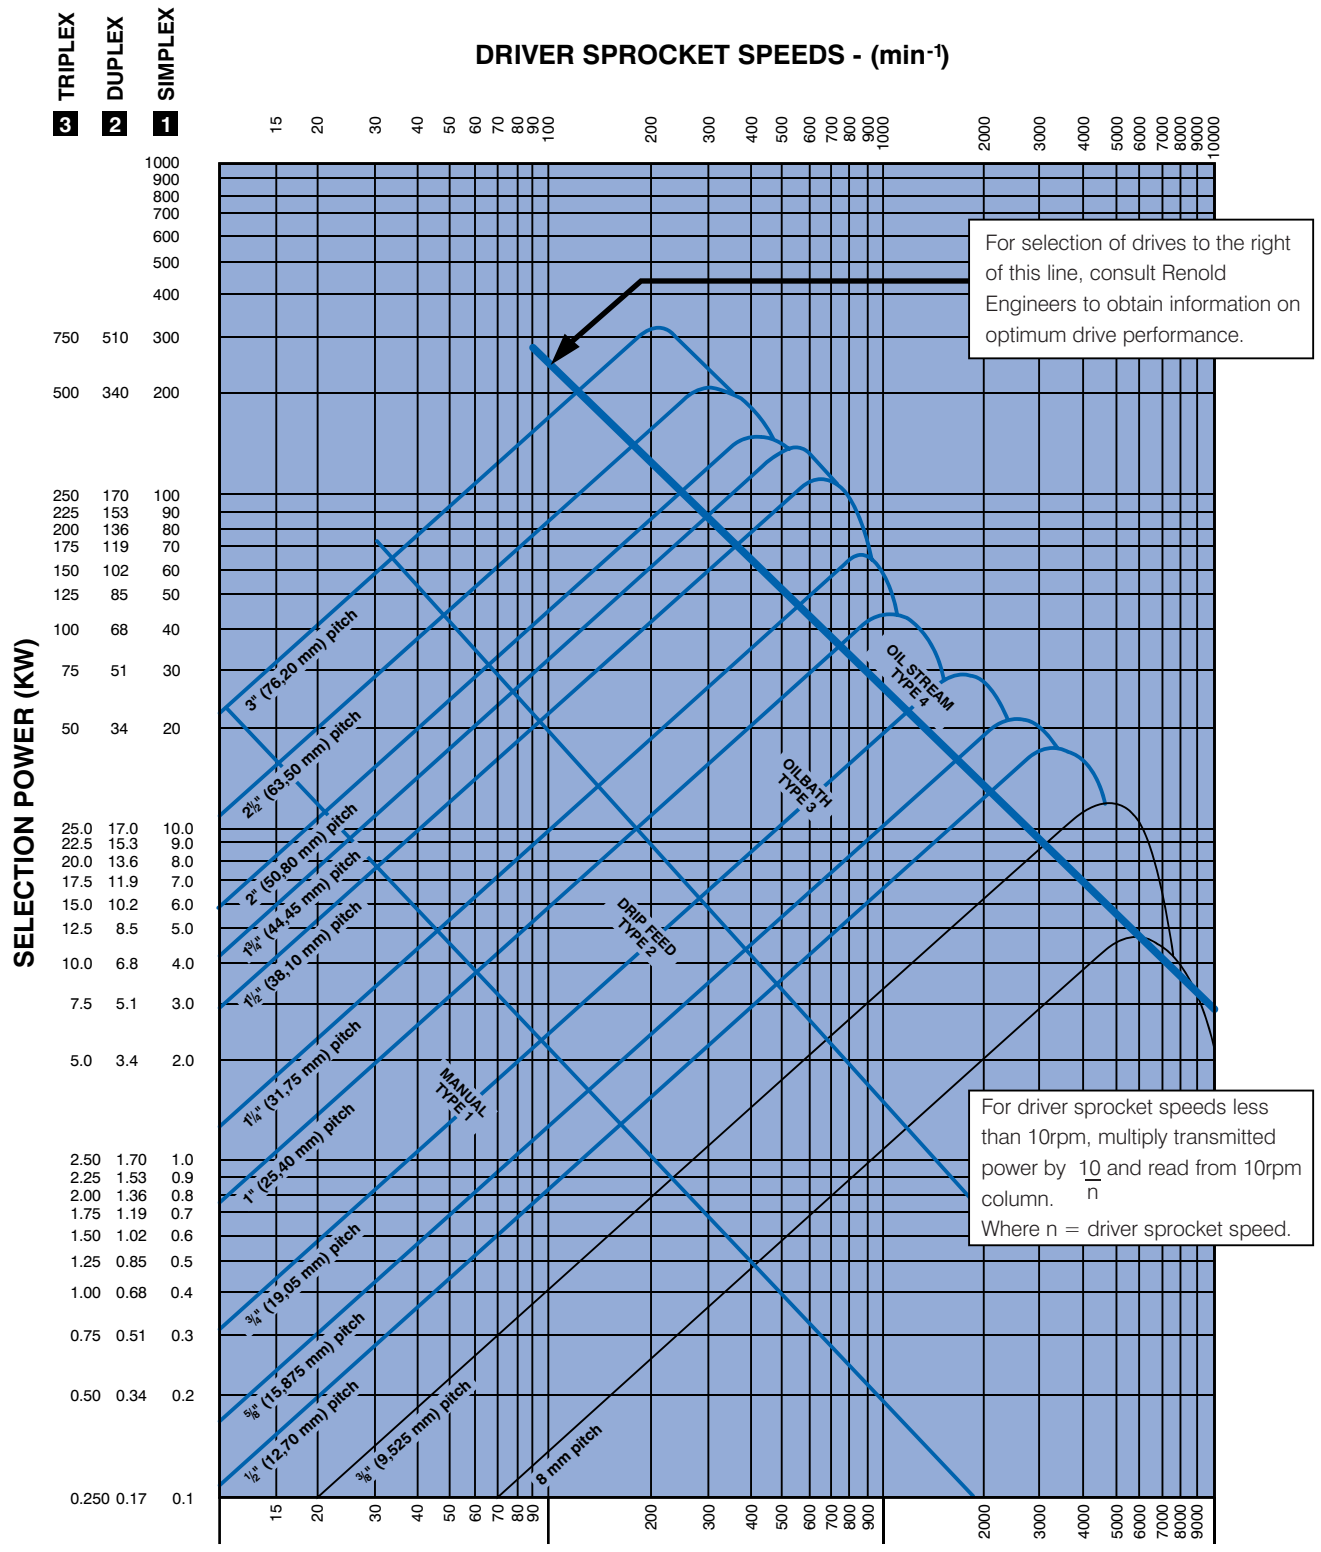 TRIPLEX DUPLEX SIMPLEX
DRIVER SPROCKET SPEEDS - (min-1)
3 2 1
15 20 30 40 50 60 70 80 90 100 200 300 400 500 600 700 800 900 1000 2000 3000 4000 5000 6000 7000 8000 9000 10000
SELECTION POWER (KW)
1000
900
800
700
600
500
400
750 510 300
500 340 200
250 170 100
225 153 90
200 136 80
175 119 70
150 102 60
125 85 50
100 68 40
75 51 30
50 34 20
25.0 17.0 10.0
22.5 15.3 9.0
20.0 13.6 8.0
17.5 11.9 7.0
15.0 10.2 6.0
12.5 8.5 5.0
10.0 6.8 4.0
7.5 5.1 3.0
5.0 3.4 2.0
2.50 1.70 1.0
2.25 1.53 0.9
2.00 1.36 0.8
1.75 1.19 0.7
1.50 1.02 0.6
1.25 0.85 0.5
1.00 0.68 0.4
0.75 0.51 0.3
0.50 0.34 0.2
0.250 0.17 0.1
For selection of drives to the right
of this line, consult Renold
Engineers to obtain information on
optimum drive performance.
3" (76,20 mm) pitch
2½" (63,50 mm) pitch
2" (50,80 mm) pitch
1¾" (44,45 mm) pitch
1½" (38,10 mm) pitch
1¼" (31,75 mm) pitch
1" (25,40 mm) pitch
¾" (19,05 mm) pitch
⅝" (15,875 mm) pitch
½" (12,70 mm) pitch
⅜" (9,525 mm) pitch
8 mm pitch
OIL STREAM
TYPE 4
OILBATH
TYPE 3
DRIP FEED
TYPE 2
MANUAL
TYPE 1
For driver sprocket speeds less
than 10rpm, multiply transmitted
power by 10/n and read from 10rpm
column.
Where n = driver sprocket speed.
15 20 30 40 50 60 70 80 90 200 300 400 500 600 700 800 900 2000 3000 4000 5000 6000 7000 8000 9000